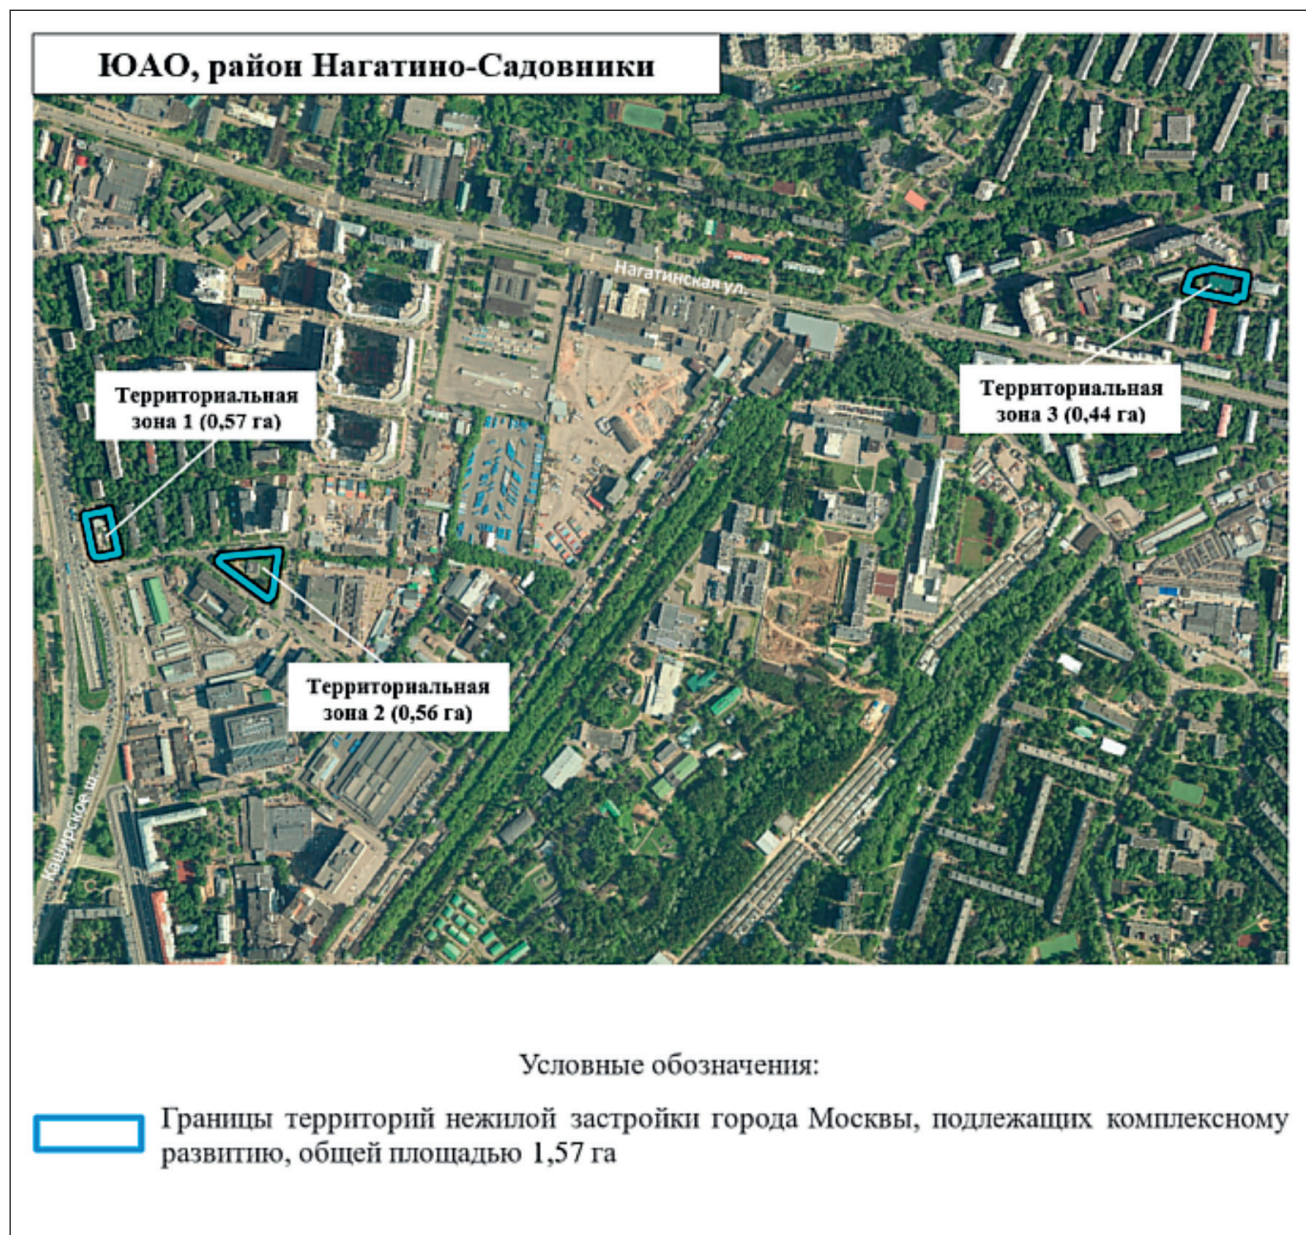 ЮАО, район Нагатино-Садовники
Нагатинская ул.
Территориальная
зона 1 (0,57 га)
Территориальная
зона 3 (0,44 га)
Территориальная
зона 2 (0,56 га)
Каширское ш.
Условные обозначения:
Границы территорий нежилой застройки города Москвы, подлежащих комплексному
развитию, общей площадью 1,57 га